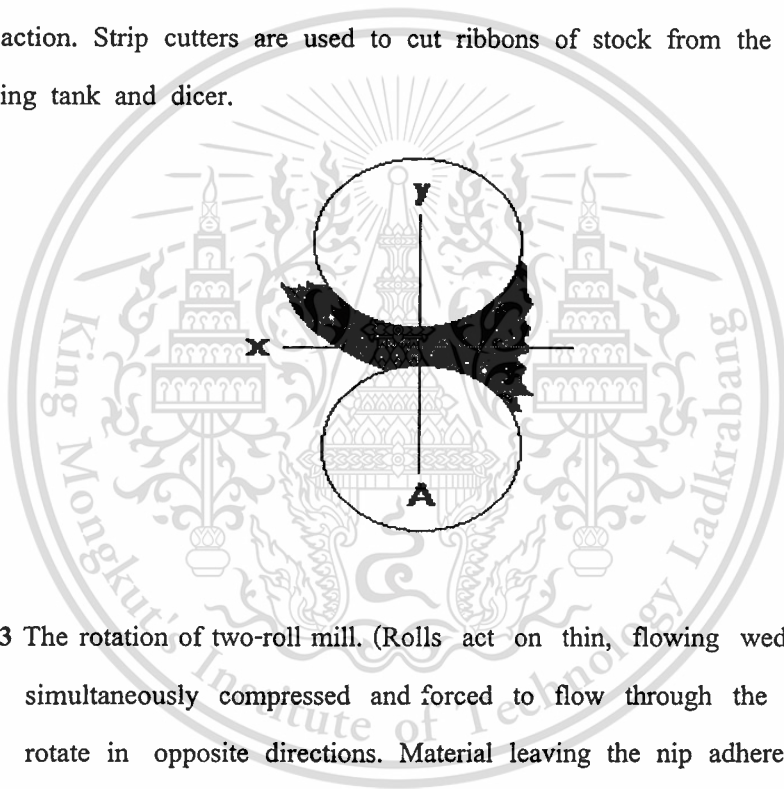 action. Strip cutters are used to cut ribbons of stock from the
ing tank and dicer.
y
x
A
3 The rotation of two-roll mill. (Rolls act on thin, flowing wed
simultaneously compressed and forced to flow through the
rotate in opposite directions. Material leaving the nip adhere
King Mongkut's Institute of Technology Ladkrabang